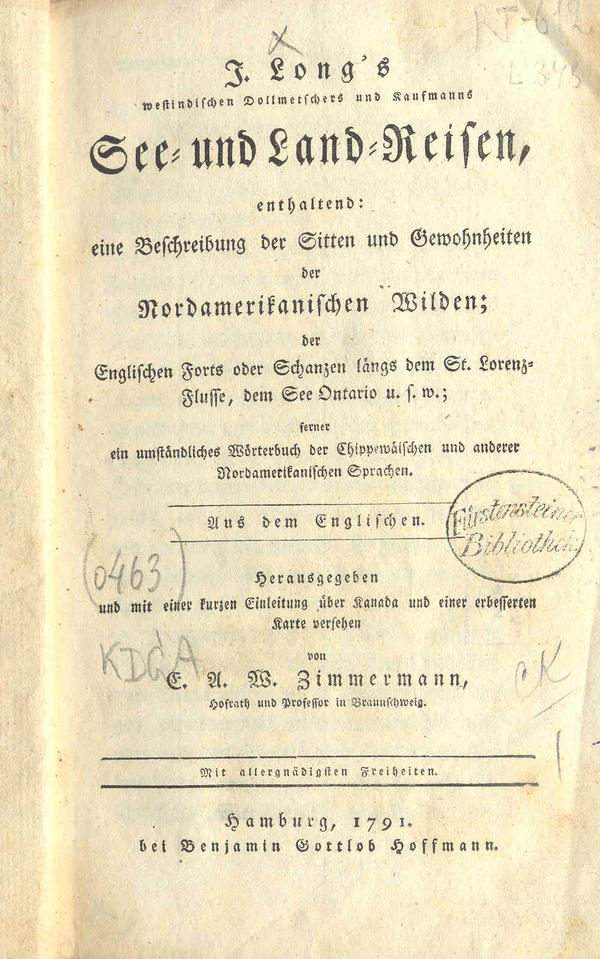 J. Long's
westindischen Dollmetschers und Kaufmanns
See- und Land-Reisen,
enthaltend:
eine Beschreibung der Sitten und Gewohnheiten
der
Nordamerikanischen Wilden;
der
Englischen Forts oder Schanzen längs dem St. Lorenz-
Flusse, dem See Ontario u. s. w.;
ferner
ein umständliches Wörterbuch der Chippewäischen und anderer
Nordamerikanischen Sprachen.
Aus dem Englischen.
Fürstensteiner
Bibliothek
(0463)
Herausgegeben
und mit einer kurzen Einleitung über Kanada und einer erbesserten
Karte versehen
von
KDGA
E. A. W. Zimmermann,
Hofrath und Professor in Braunschweig.
Mit allergnädigsten Freiheiten.
Hamburg, 1791.
bei Benjamin Gottlob Hoffmann.